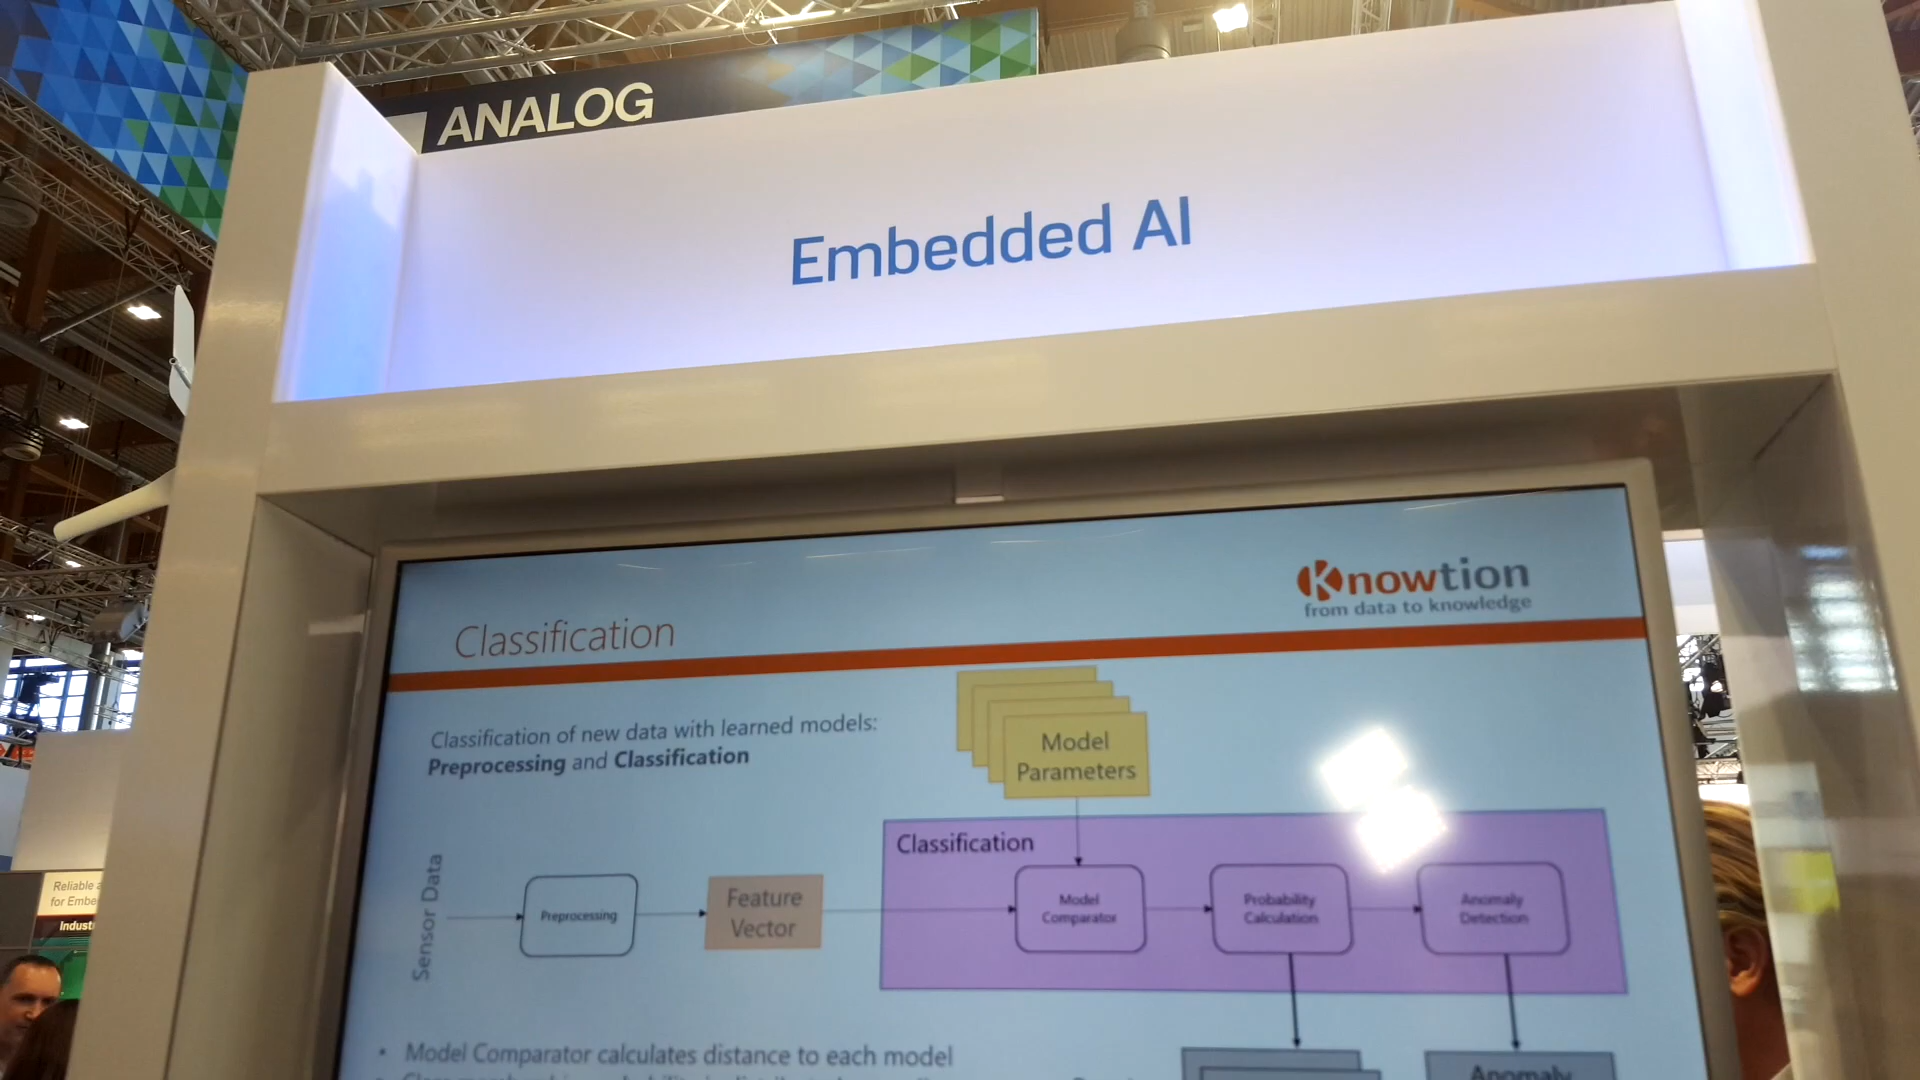 ANALOG
Embedded AI
Knowtion
from data to knowledge
Classification
Classification of new data with learned models:
Preprocessing and Classification
Model
Parameters
Classification
Sensor Data
Preprocessing
Feature
Vector
Model
Comparator
Probability
Calculation
Anomaly
Detection
• Model Comparator calculates distance to each model
Anomaly
Reliable
for Embe
Indust